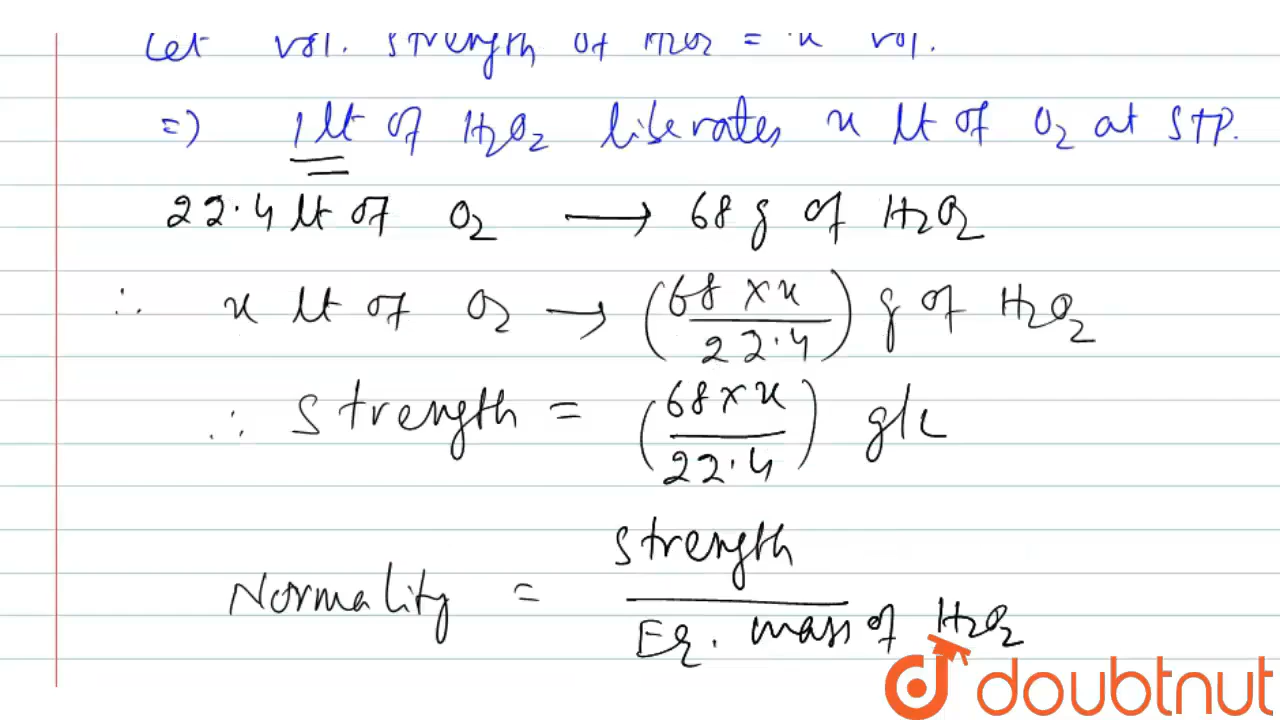 Let vol. strength of H2O2 = x vol.
=) 1 lt of H2O2 liberates x lt of O2 at STP.
22.4 lt of O2 → 68 g of H2O2
∴ x lt of O2 → (68 × x / 22.4) g of H2O2
∴ strength = (68 × x / 22.4) g/L
Normality = strength / Eq. mass of H2O2
doubtnut